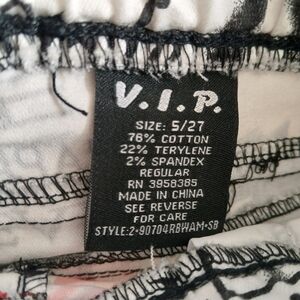 V.I.P.
SIZE: 5/27
76% COTTON
22% TERYLENE
2% SPANDEX
REGULAR
RN 3958385
MADE IN CHINA
SEE REVERSE
FOR CARE
STYLE:2-90704RBWAM-SB